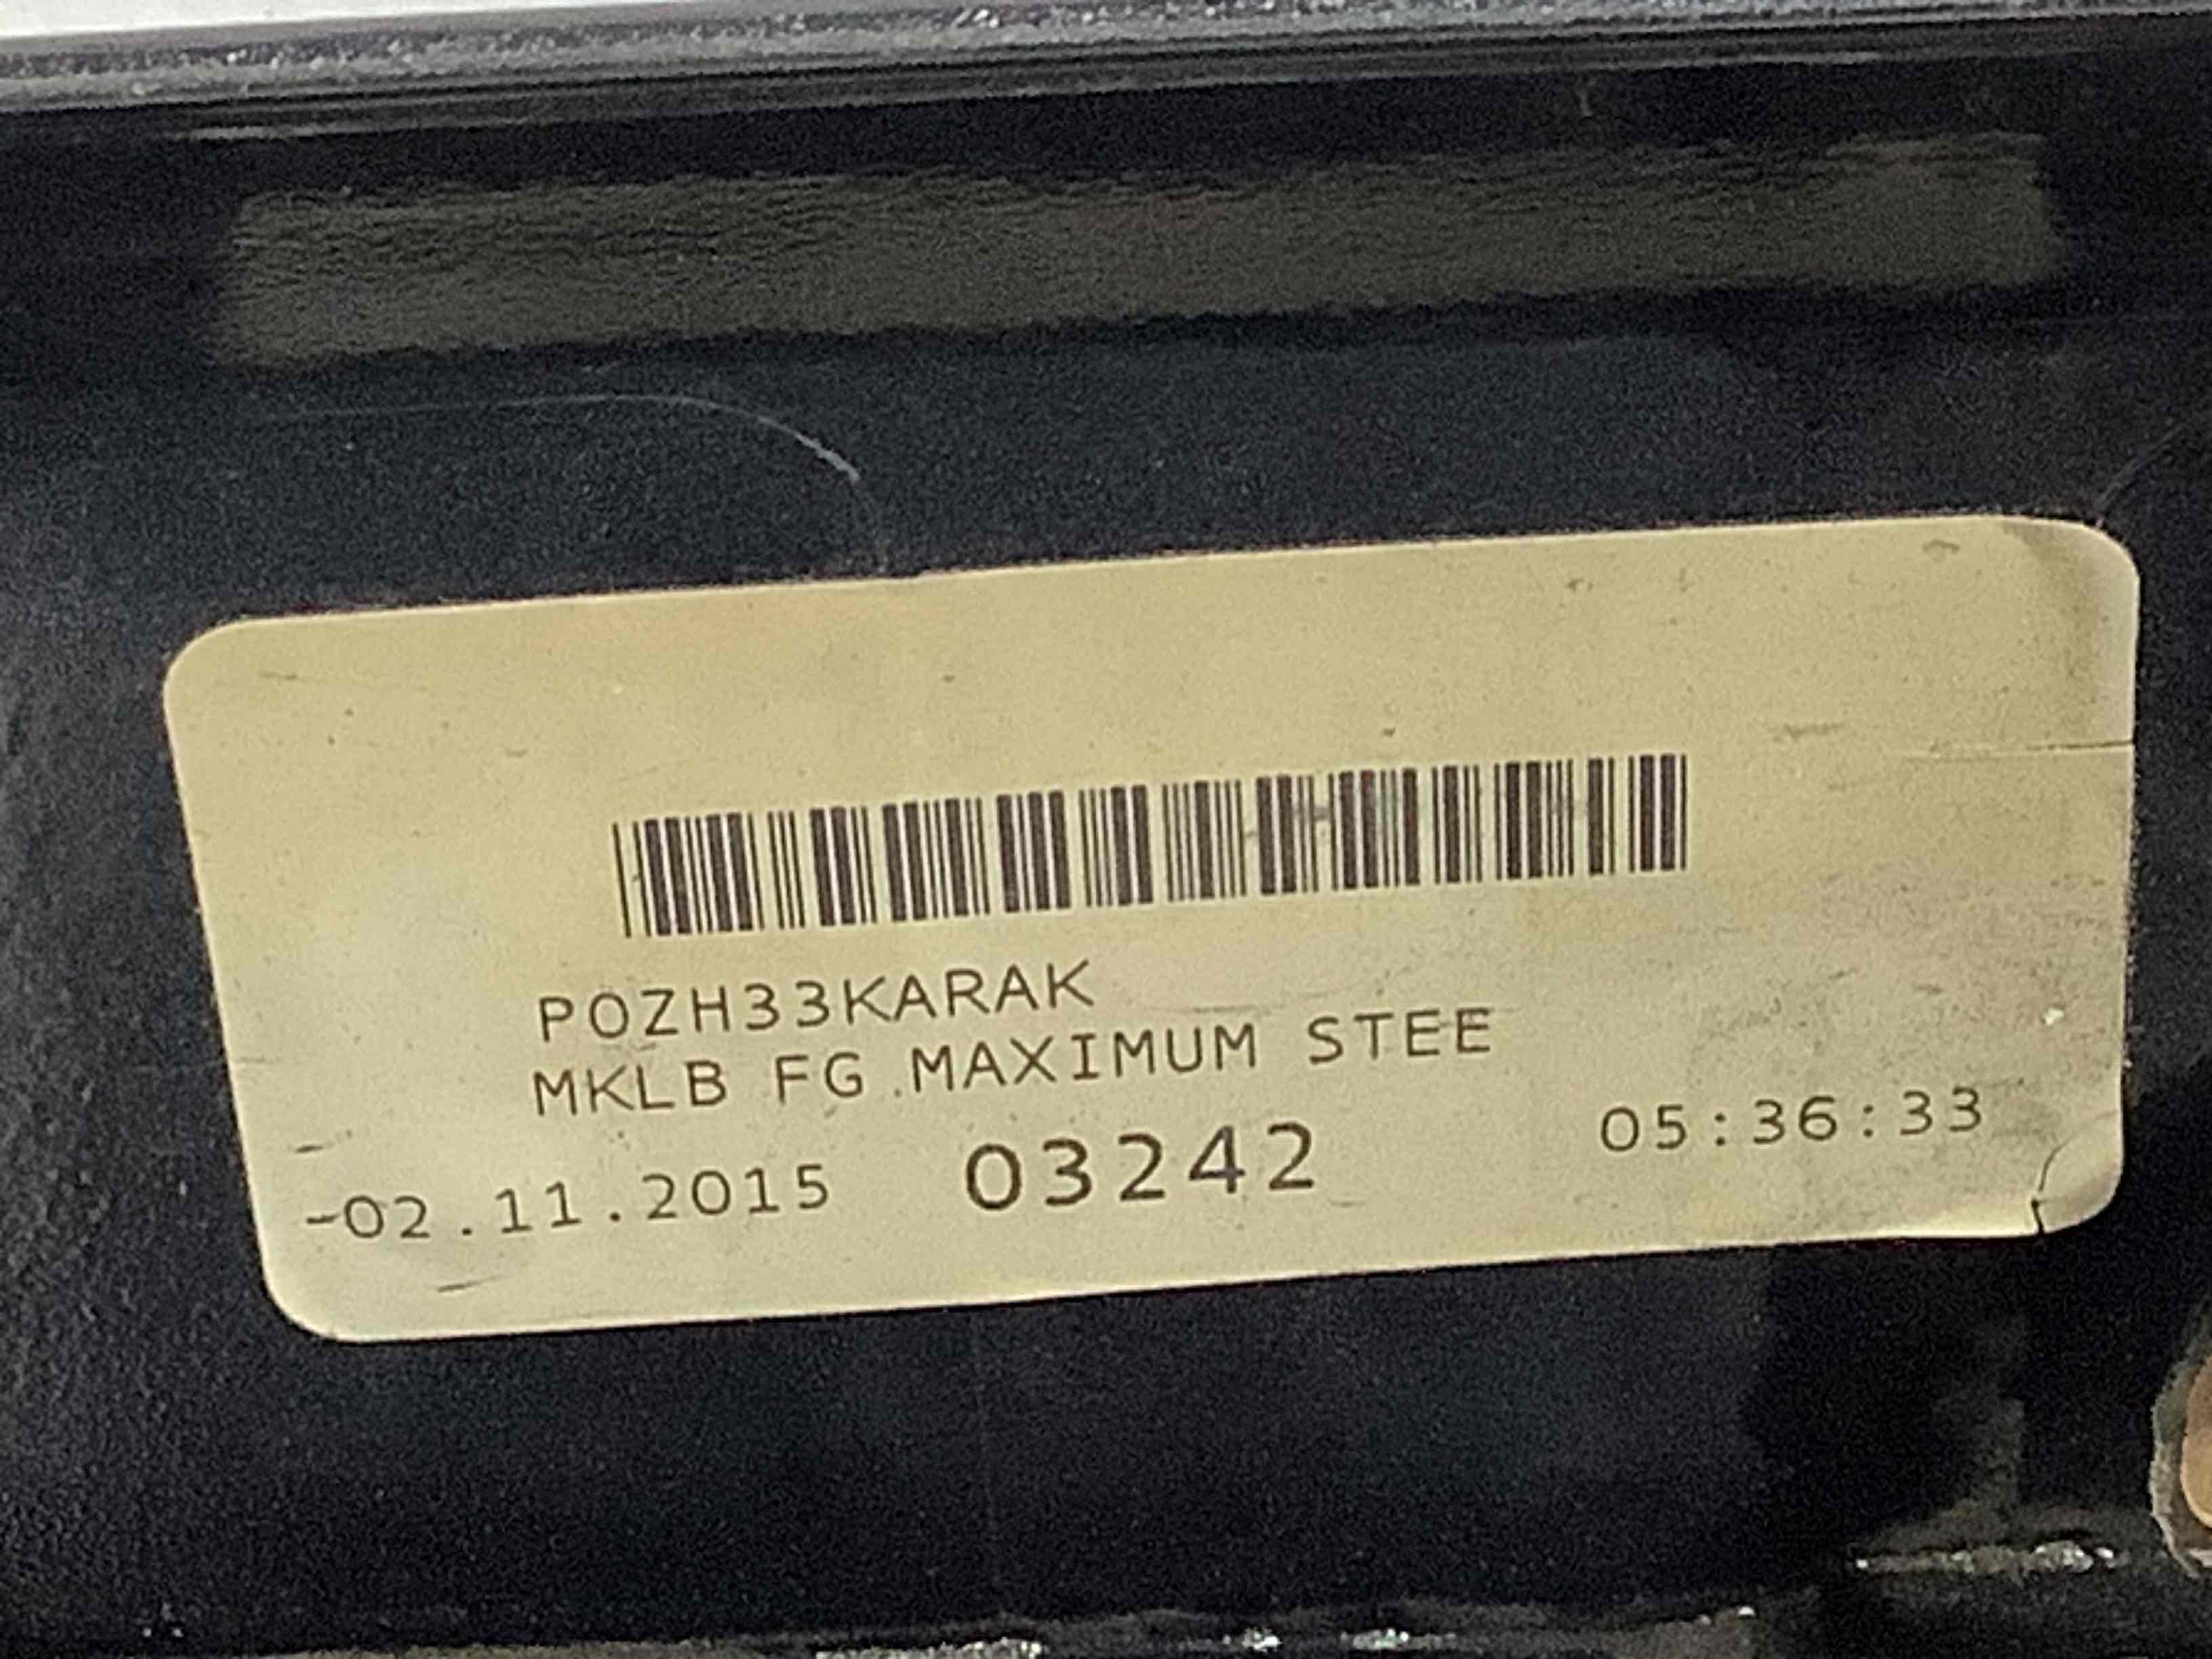 P0ZH33KARAK
MKLB FG MAXIMUM STEE
-02.11.2015 03242 05:36:33